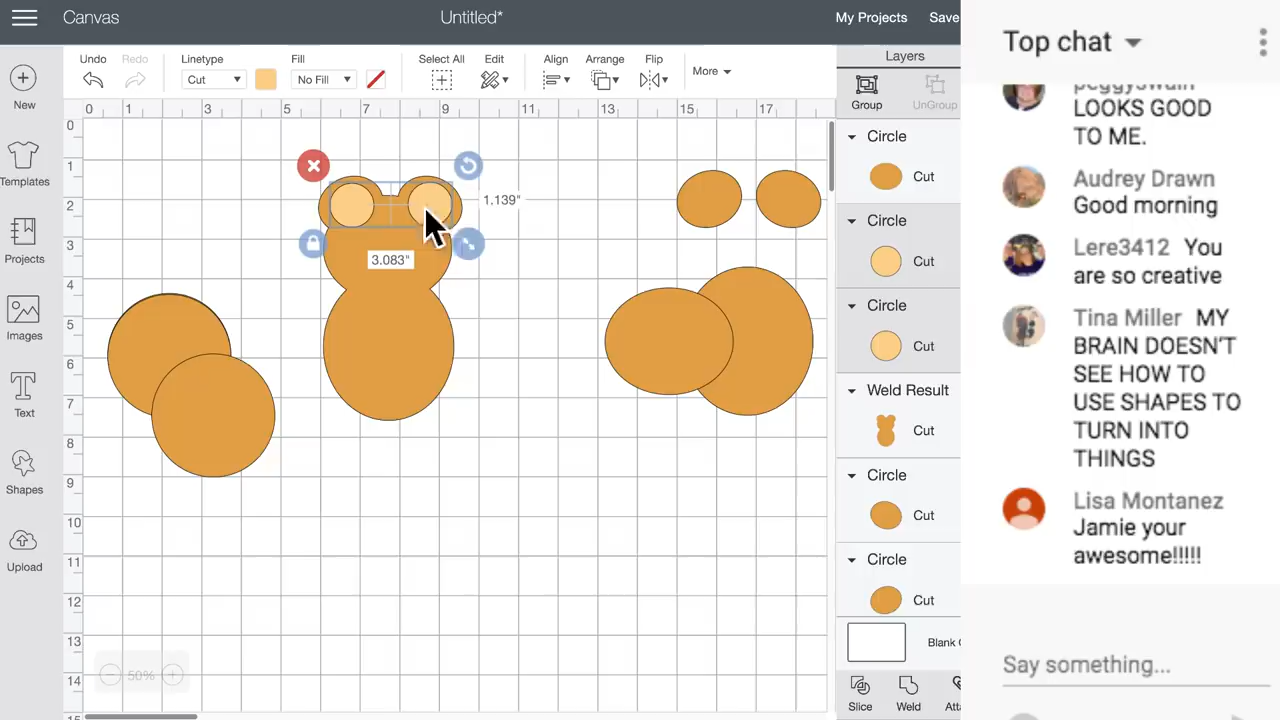 Canvas
Untitled*
My Projects
Save
New
Templates
Projects
Images
Text
Shapes
Upload
Undo
Redo
Linetype
Cut
Fill
No Fill
Select All
Edit
Align
Arrange
Flip
More
0 1 3 5 7 9 11 13 15 17
0
1
2
3
4
5
6
7
8
9
10
11
12
13
14
1.139"
3.083"
50%
Layers
Group
UnGroup
Circle
Cut
Circle
Cut
Circle
Cut
Weld Result
Cut
Circle
Cut
Circle
Cut
Blank
Slice
Weld
Top chat
peggyswain
LOOKS GOOD
TO ME.
Audrey Drawn
Good morning
Lere3412 You
are so creative
Tina Miller MY
BRAIN DOESN'T
SEE HOW TO
USE SHAPES TO
TURN INTO
THINGS
Lisa Montanez
Jamie your
awesome!!!!!
Say something...